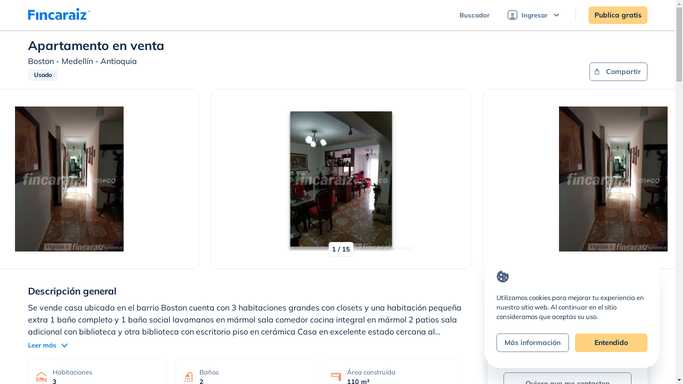 Fincaraiz
Buscador
Ingresar
Publica gratis
Apartamento en venta
Boston - Medellín - Antioquia
Usado
Compartir
fincaraiz
fincaraiz
fincaraiz
1 / 15
Descripción general
Se vende casa ubicada en el barrio Boston cuenta con 3 habitaciones grandes con closets y una habitación pequeña
extra 1 baño completo y 1 baño social lavamanos en mármol sala comedor cocina integral en mármol 2 patios sala
adicional con biblioteca y otra biblioteca con escritorio piso en cerámica Casa en excelente estado cercana al...
Leer más
Utilizamos cookies para mejorar tu experiencia en
nuestro sitio web. Al continuar en el sitio
consideramos que aceptas su uso.
Más información
Entendido
Habitaciones
3
Baños
2
Área construida
110 m²
Quiero que me contacten